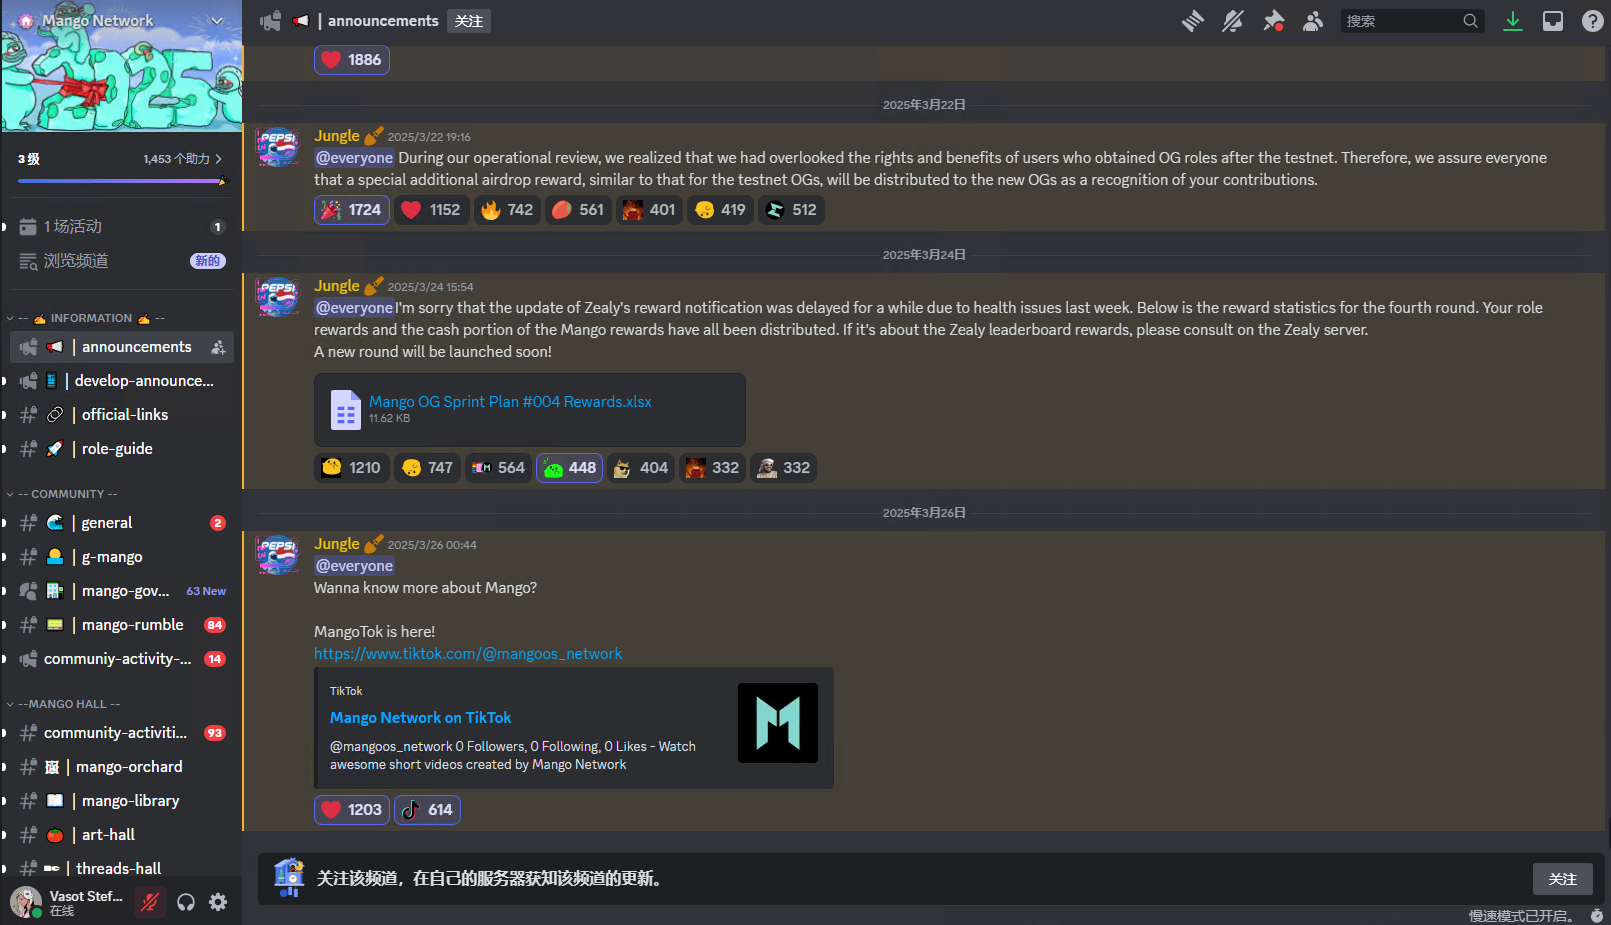 Mango Network
3 级
1,453 个助力
1 场活动
1
浏览频道
新的
-- ✍ INFORMATION ✍ --
| announcements
| develop-announce...
| official-links
| role-guide
-- COMMUNITY --
| general
2
| g-mango
| mango-gov...
63 New
| mango-rumble
84
communiy-activity-...
14
--MANGO HALL --
community-activiti...
93
| mango-orchard
| mango-library
| art-hall
| threads-hall
Vasot Stef...
在线
| announcements
关注
搜索
1886
2025年3月22日
Jungle 2025/3/22 19:16
@everyone During our operational review, we realized that we had overlooked the rights and benefits of users who obtained OG roles after the testnet. Therefore, we assure everyone
that a special additional airdrop reward, similar to that for the testnet OGs, will be distributed to the new OGs as a recognition of your contributions.
1724 1152 742 561 401 419 512
2025年3月24日
Jungle 2025/3/24 15:54
@everyone I'm sorry that the update of Zealy's reward notification was delayed for a while due to health issues last week. Below is the reward statistics for the fourth round. Your role
rewards and the cash portion of the Mango rewards have all been distributed. If it's about the Zealy leaderboard rewards, please consult on the Zealy server.
A new round will be launched soon!
Mango OG Sprint Plan #004 Rewards.xlsx
11.62 KB
1210 747 564 448 404 332 332
2025年3月26日
Jungle 2025/3/26 00:44
@everyone
Wanna know more about Mango?
MangoTok is here!
https://www.tiktok.com/@mangoos_network
TikTok
Mango Network on TikTok
@mangoos_network 0 Followers, 0 Following, 0 Likes - Watch
awesome short videos created by Mango Network
1203 614
关注该频道，在自己的服务器获知该频道的更新。
关注
慢速模式已开启。